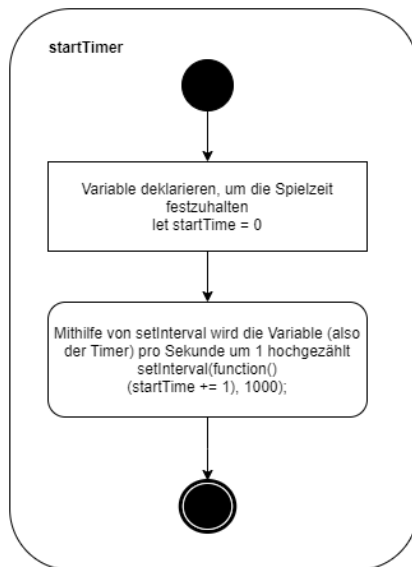 startTimer
Variable deklarieren, um die Spielzeit
festzuhalten
let startTime = 0
Mithilfe von setInterval wird die Variable (also
der Timer) pro Sekunde um 1 hochgezählt
setInterval(function()
(startTime += 1), 1000);